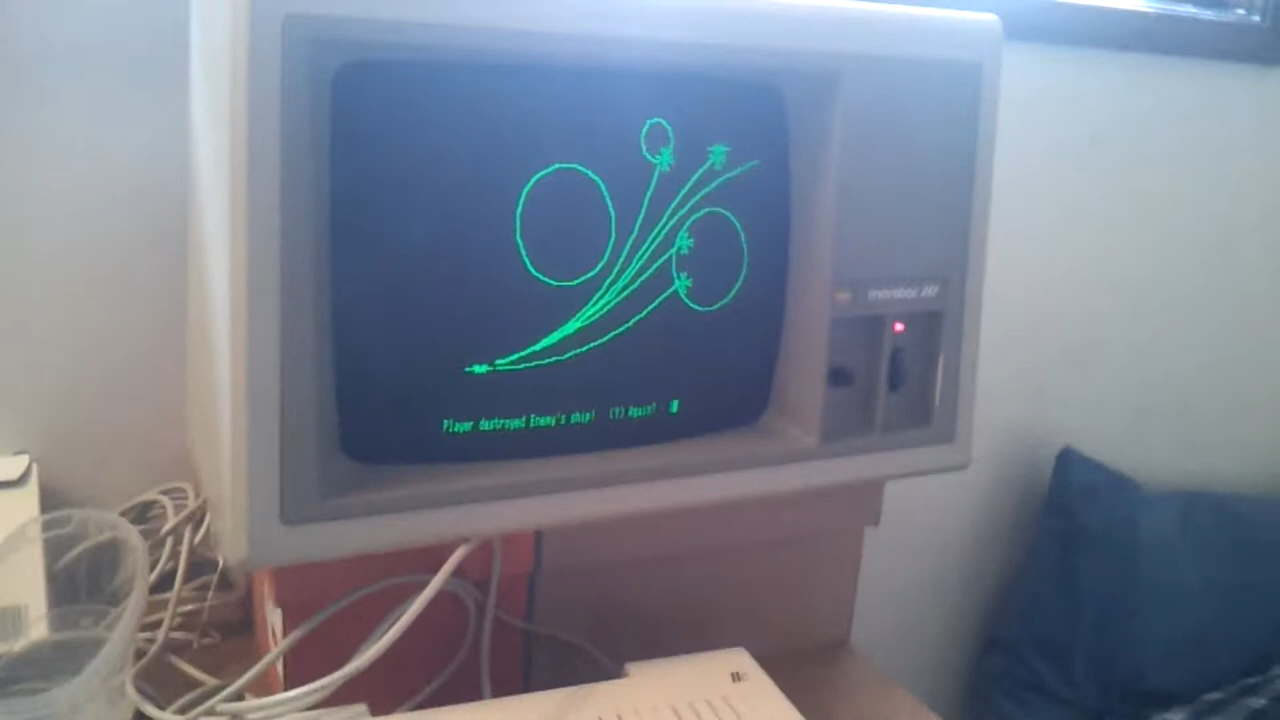 monitor ///
Player destroyed Enemy's ship! (Y) Again? :
//c